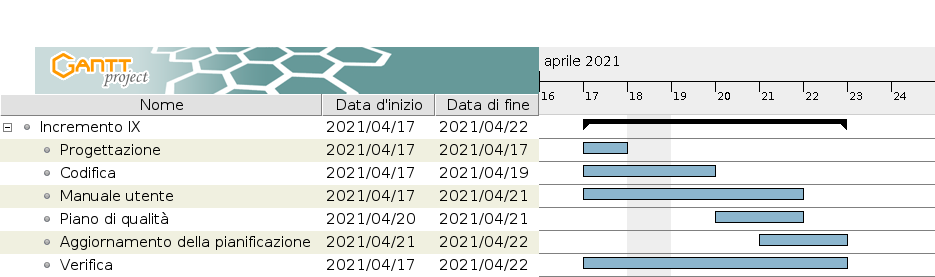 GANTT
project
aprile 2021
16 17 18 19 20 21 22 23 24
Nome Data d'inizio Data di fine
Incremento IX 2021/04/17 2021/04/22
Progettazione 2021/04/17 2021/04/17
Codifica 2021/04/17 2021/04/19
Manuale utente 2021/04/17 2021/04/21
Piano di qualità 2021/04/20 2021/04/21
Aggiornamento della pianificazione 2021/04/21 2021/04/22
Verifica 2021/04/17 2021/04/22